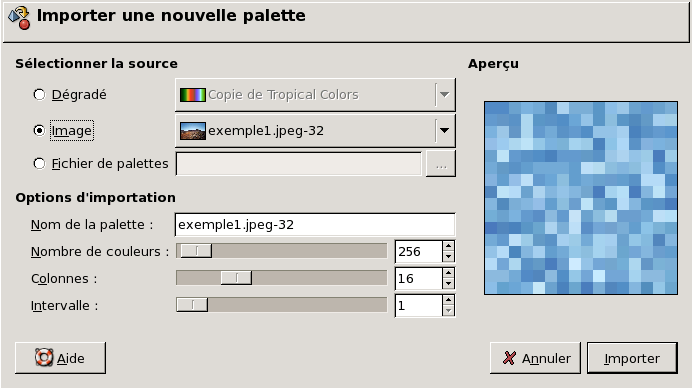 Importer une nouvelle palette
Sélectionner la source
Aperçu
Dégradé
Copie de Tropical Colors
Image
exemple1.jpeg-32
Fichier de palettes
...
Options d'importation
Nom de la palette :
exemple1.jpeg-32
Nombre de couleurs :
256
Colonnes :
16
Intervalle :
1
Aide
Annuler
Importer